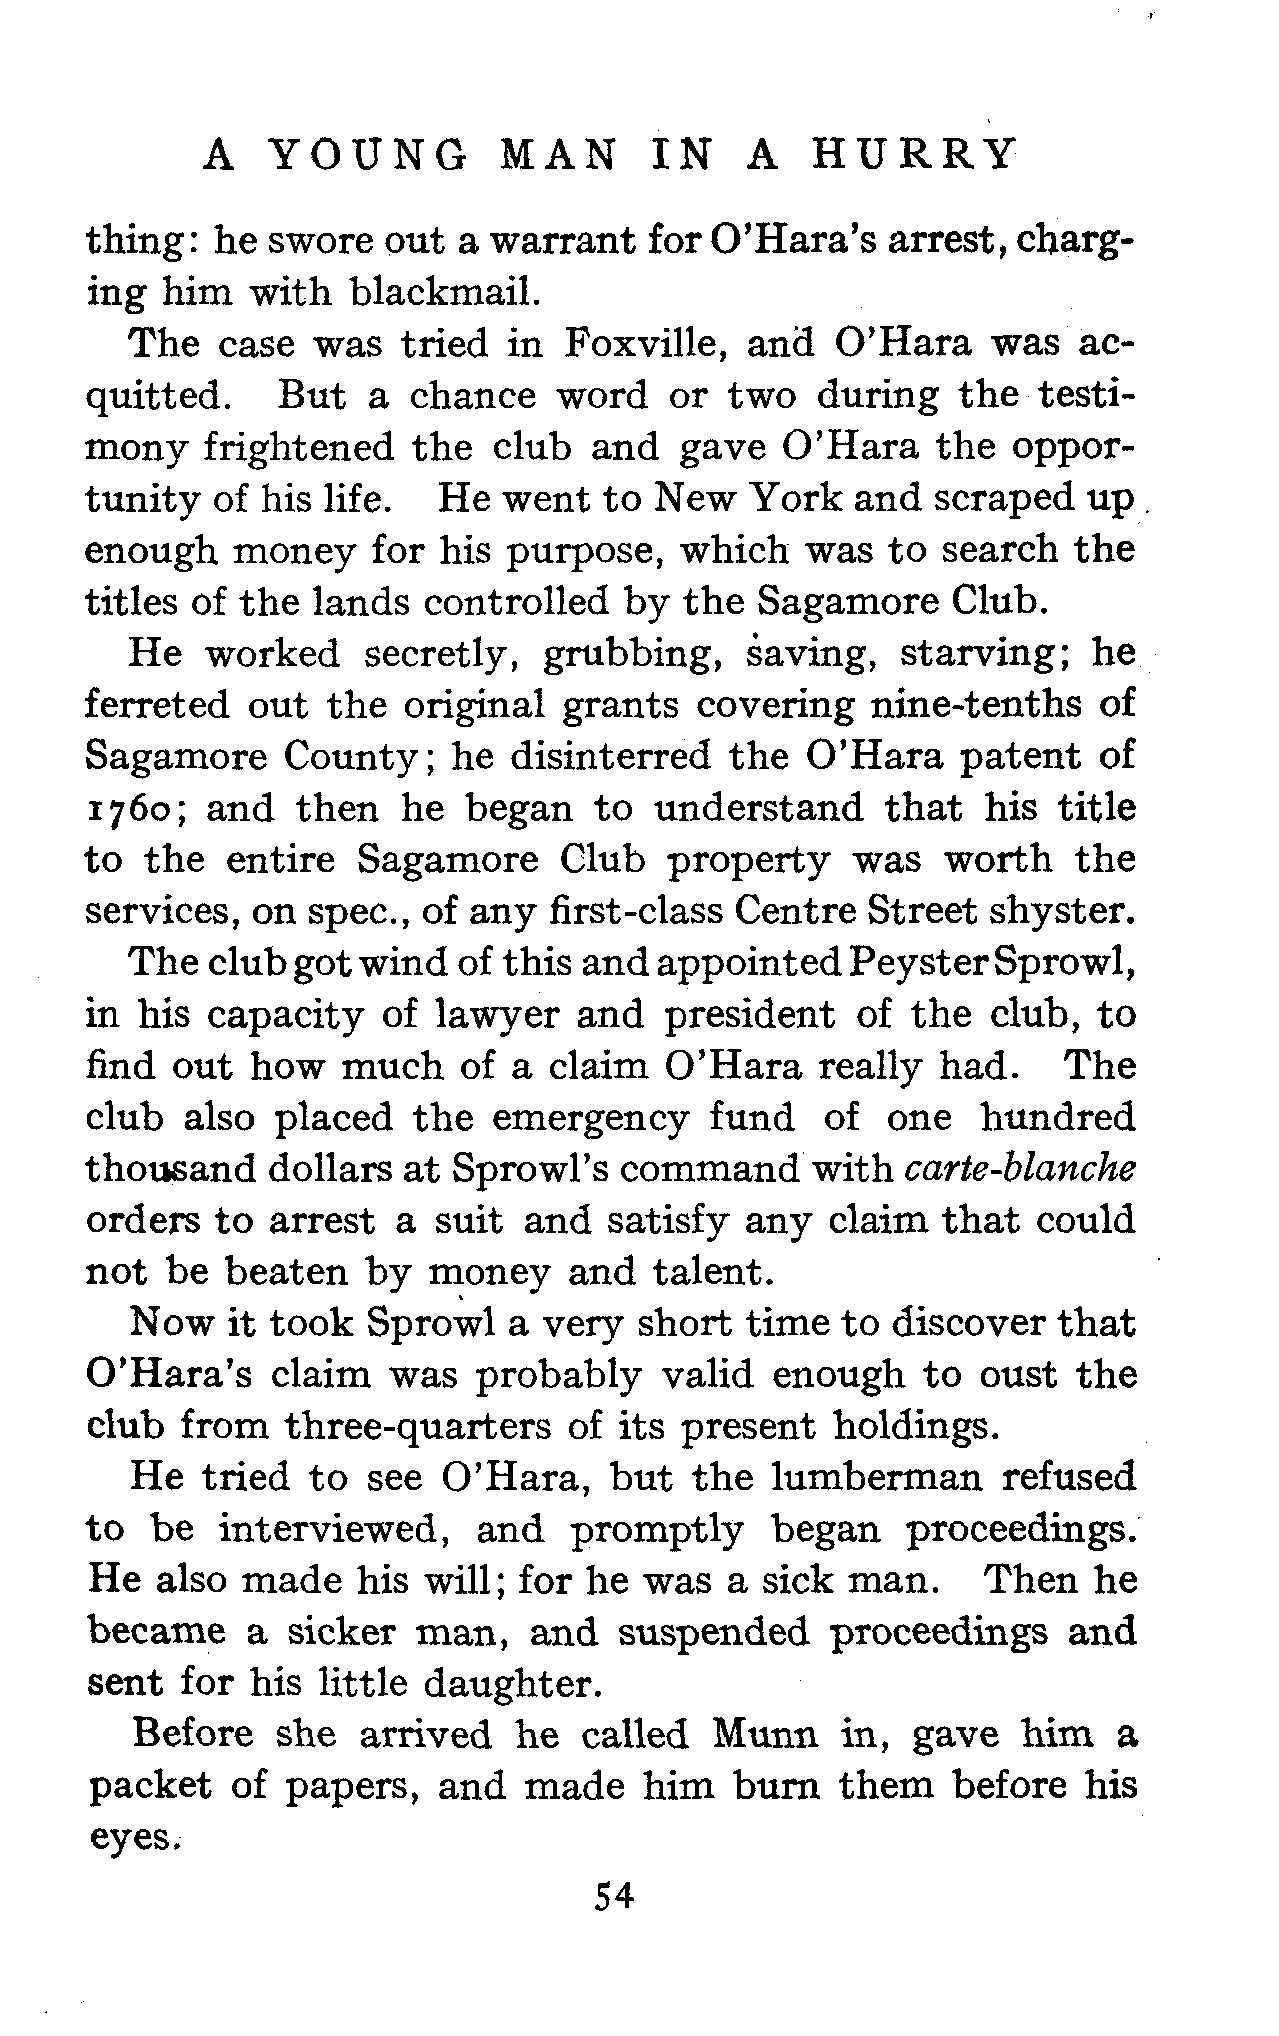 A YOUNG MAN IN A HURRY
thing: he swore out a warrant for O'Hara's arrest, charg-
ing him with blackmail.
The case was tried in Foxville, and O'Hara was ac-
quitted. But a chance word or two during the testi-
mony frightened the club and gave O'Hara the oppor-
tunity of his life. He went to New York and scraped up
enough money for his purpose, which was to search the
titles of the lands controlled by the Sagamore Club.
He worked secretly, grubbing, saving, starving; he
ferreted out the original grants covering nine-tenths of
Sagamore County; he disinterred the O'Hara patent of
1760; and then he began to understand that his title
to the entire Sagamore Club property was worth the
services, on spec., of any first-class Centre Street shyster.
The club got wind of this and appointed Peyster Sprowl,
in his capacity of lawyer and president of the club, to
find out how much of a claim O'Hara really had. The
club also placed the emergency fund of one hundred
thousand dollars at Sprowl's command with carte-blanche
orders to arrest a suit and satisfy any claim that could
not be beaten by money and talent.
Now it took Sprowl a very short time to discover that
O'Hara's claim was probably valid enough to oust the
club from three-quarters of its present holdings.
He tried to see O'Hara, but the lumberman refused
to be interviewed, and promptly began proceedings.
He also made his will; for he was a sick man. Then he
became a sicker man, and suspended proceedings and
sent for his little daughter.
Before she arrived he called Munn in, gave him a
packet of papers, and made him burn them before his
eyes.
54